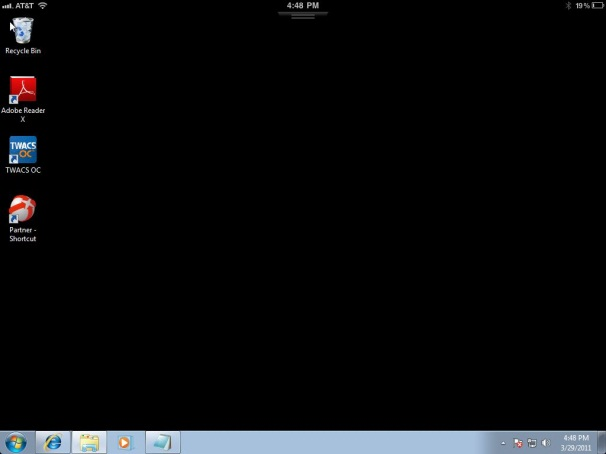 AT&T
4:48 PM
19%
Recycle Bin
Adobe Reader
X
TWACS
OC
TWACS OC
Partner -
Shortcut
4:48 PM
3/29/2011